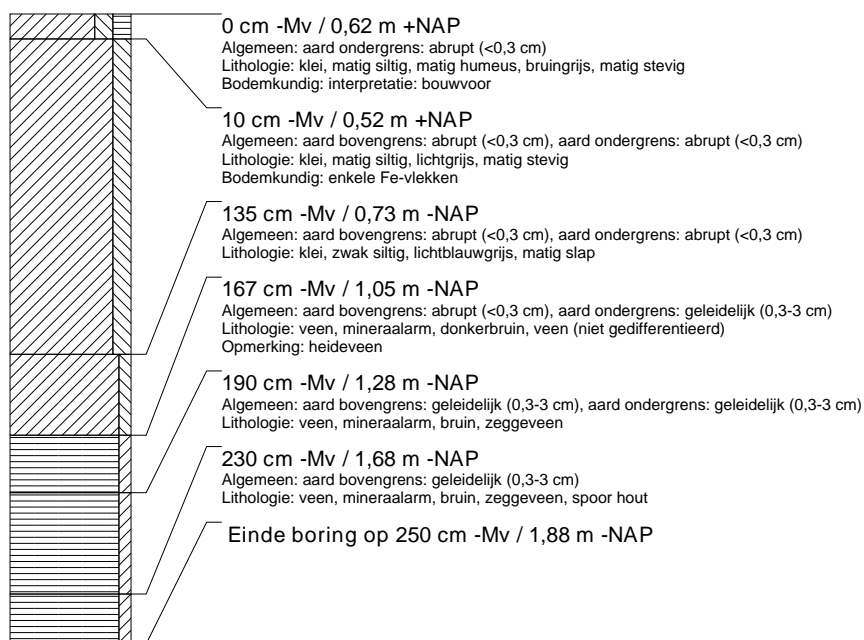 0 cm -Mv / 0,62 m +NAP
Algemeen: aard ondergrens: abrupt (<0,3 cm)
Lithologie: klei, matig siltig, matig humeus, bruingrijs, matig stevig
Bodemkundig: interpretatie: bouwvoor
10 cm -Mv / 0,52 m +NAP
Algemeen: aard bovengrens: abrupt (<0,3 cm), aard ondergrens: abrupt (<0,3 cm)
Lithologie: klei, matig siltig, lichtgrijs, matig stevig
Bodemkundig: enkele Fe-vlekken
135 cm -Mv / 0,73 m -NAP
Algemeen: aard bovengrens: abrupt (<0,3 cm), aard ondergrens: abrupt (<0,3 cm)
Lithologie: klei, zwak siltig, lichtblauwgrijs, matig slap
167 cm -Mv / 1,05 m -NAP
Algemeen: aard bovengrens: abrupt (<0,3 cm), aard ondergrens: geleidelijk (0,3-3 cm)
Lithologie: veen, mineraalarm, donkerbruin, veen (niet gedifferentieerd)
Opmerking: heideveen
190 cm -Mv / 1,28 m -NAP
Algemeen: aard bovengrens: geleidelijk (0,3-3 cm), aard ondergrens: geleidelijk (0,3-3 cm)
Lithologie: veen, mineraalarm, bruin, zeggeveen
230 cm -Mv / 1,68 m -NAP
Algemeen: aard bovengrens: geleidelijk (0,3-3 cm)
Lithologie: veen, mineraalarm, bruin, zeggeveen, spoor hout
Einde boring op 250 cm -Mv / 1,88 m -NAP